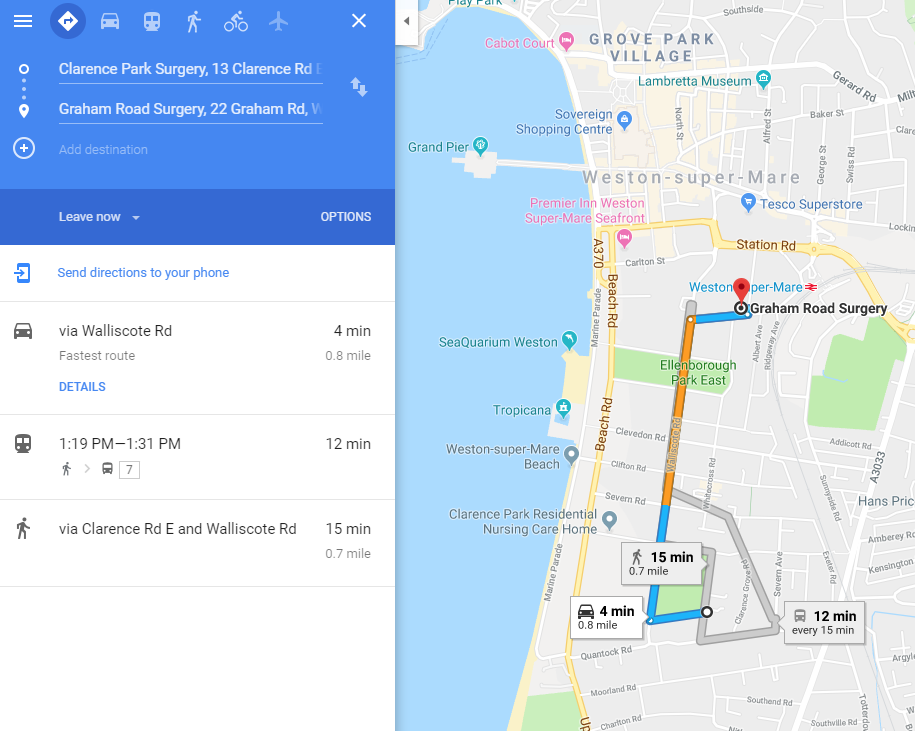 Clarence Park Surgery, 13 Clarence Rd E
Graham Road Surgery, 22 Graham Rd, W
Add destination
Leave now
OPTIONS
Send directions to your phone
via Walliscote Rd
4 min
Fastest route
0.8 mile
DETAILS
1:19 PM—1:31 PM
12 min
7
via Clarence Rd E and Walliscote Rd
15 min
0.7 mile
Play Park
Cabot Court
GROVE PARK
VILLAGE
Lambretta Museum
Gerard Rd
Milt
Baker St
Sovereign
Shopping Centre
North St
Alfred St
George St
Swiss Rd
Grand Pier
Weston-super-Mare
Premier Inn Weston
Super-Mare Seafront
Tesco Superstore
Locking
A370
Station Rd
Carlton St
Beach Rd
Marine Parade
Graham Road Surgery
SeaQuarium Weston
Albert Ave
Ridgeway Ave
Ellenborough
Park East
Tropicana
Beach Rd
Walliscote Rd
Clevedon Rd
Addicott Rd
Weston-super-Mare
Beach
Clifton Rd
Whitecross Rd
A3033
Sunnyside Rd
Severn Rd
Hans Pric
Clarence Park Residential
Nursing Care Home
Amberey Rd
Marine Parade
15 min
0.7 mile
Clarence Grove Rd
Severn Ave
Exeter Rd
Kensington
4 min
0.8 mile
12 min
every 15 min
Quantock Rd
Argyle
Moorland Rd
Southend Rd
Southville Rd
Charlton Rd
Totterdown
Up